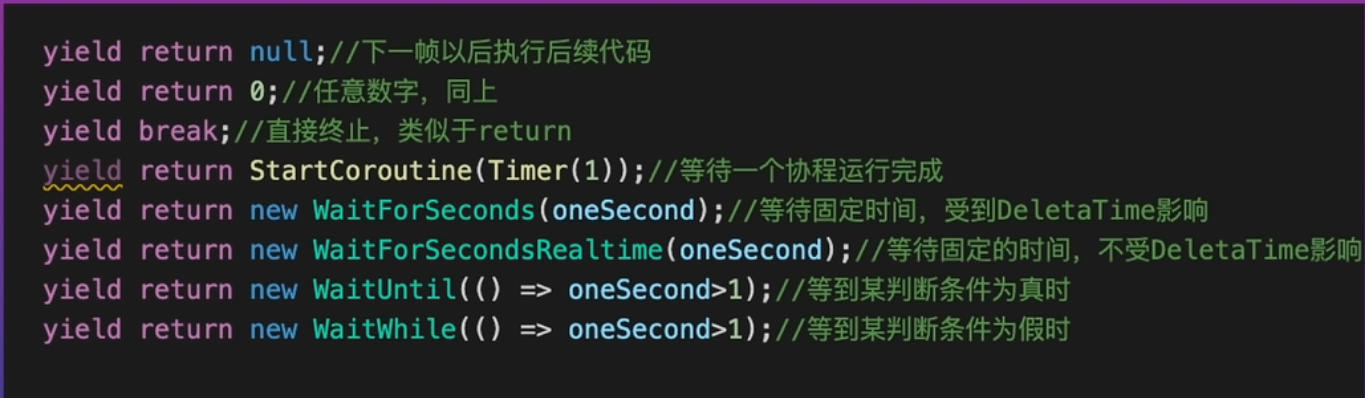 yield return null;//下一帧以后执行后续代码
yield return 0;//任意数字，同上
yield break;//直接终止，类似于return
yield return StartCoroutine(Timer(1));//等待一个协程运行完成
yield return new WaitForSeconds(oneSecond);//等待固定时间，受到DeletaTime影响
yield return new WaitForSecondsRealtime(oneSecond);//等待固定的时间，不受DeletaTime影响
yield return new WaitUntil(() => oneSecond>1);//等到某判断条件为真时
yield return new WaitWhile(() => oneSecond>1);//等到某判断条件为假时